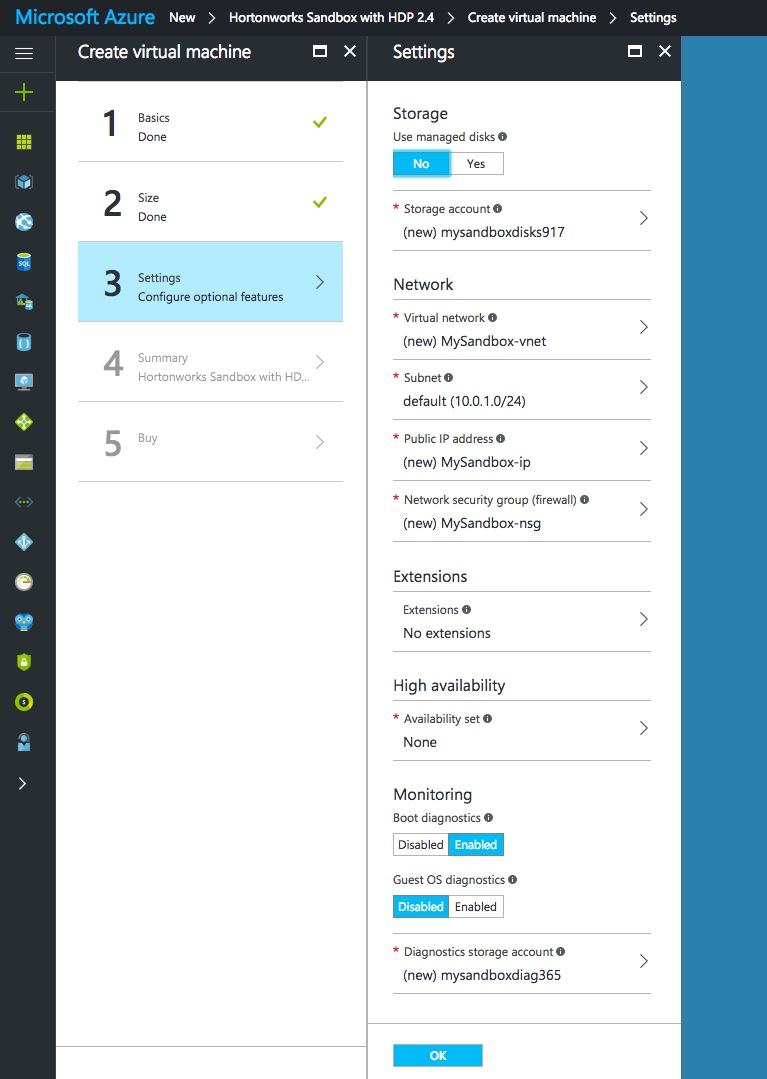 Microsoft Azure New > Hortonworks Sandbox with HDP 2.4 > Create virtual machine > Settings
Create virtual machine
1
Basics
Done
2
Size
Done
3
Settings
Configure optional features
4
Summary
Hortonworks Sandbox with HD...
5
Buy
Settings
Storage
Use managed disks
No Yes
* Storage account
(new) mysandboxdisks917
Network
* Virtual network
(new) MySandbox-vnet
* Subnet
default (10.0.1.0/24)
* Public IP address
(new) MySandbox-ip
* Network security group (firewall)
(new) MySandbox-nsg
Extensions
Extensions
No extensions
High availability
* Availability set
None
Monitoring
Boot diagnostics
Disabled Enabled
Guest OS diagnostics
Disabled Enabled
* Diagnostics storage account
(new) mysandboxdiag365
OK
SQL